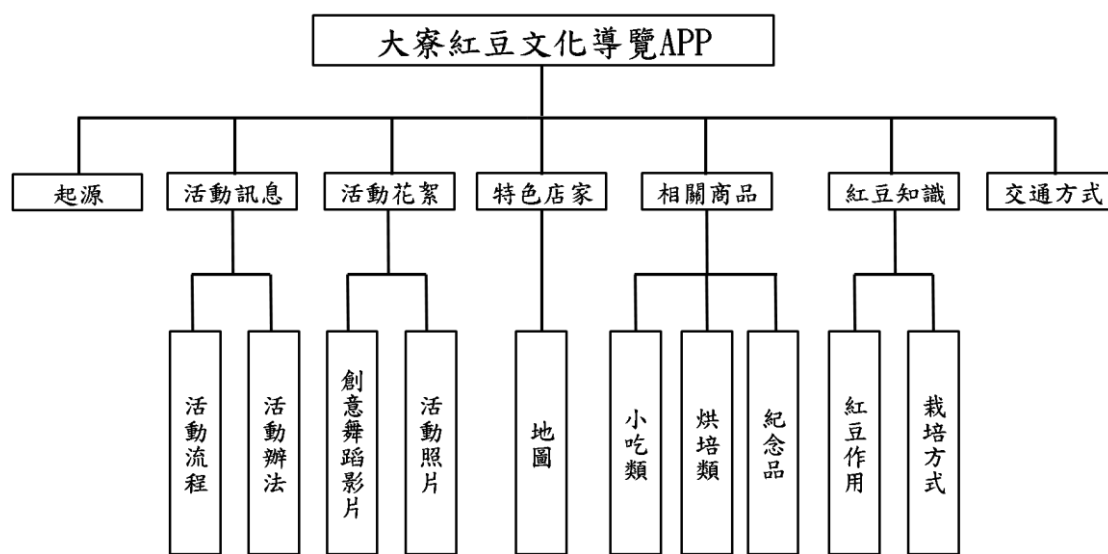 大寮紅豆文化導覽APP
起源
活動訊息
活動花絮
特色店家
相關商品
紅豆知識
交通方式
活動流程
活動辦法
創意舞蹈影片
活動照片
地圖
小吃類
烘培類
紀念品
紅豆作用
栽培方式